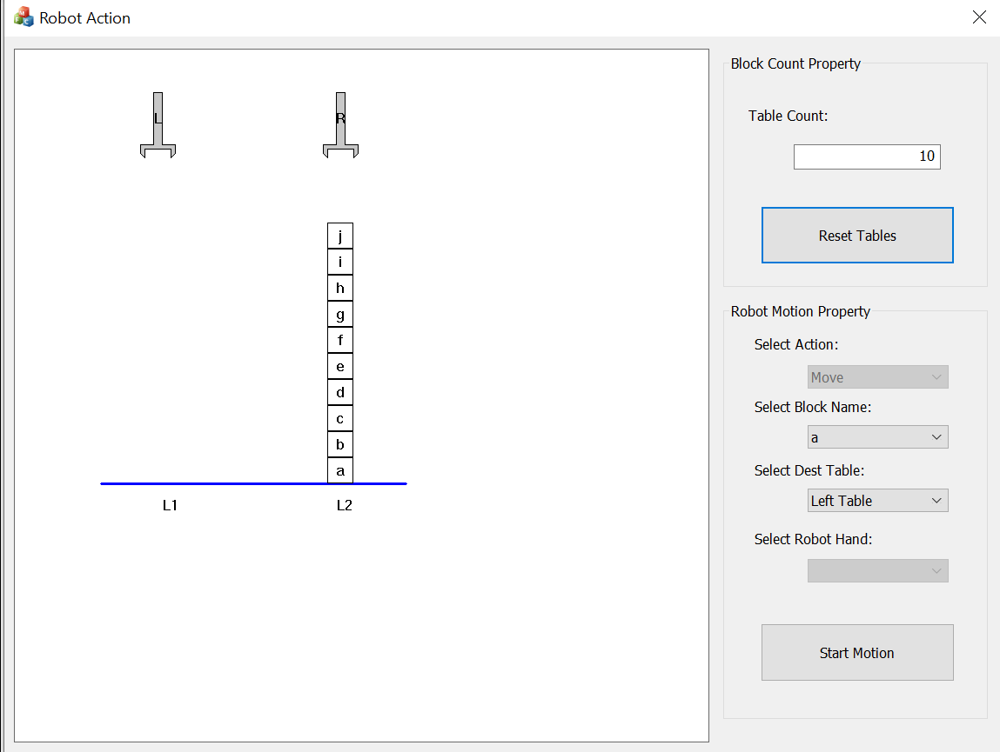 Robot Action
L
R
j
i
h
g
f
e
d
c
b
a
L1
L2
Block Count Property
Table Count:
10
Reset Tables
Robot Motion Property
Select Action:
Move
Select Block Name:
a
Select Dest Table:
Left Table
Select Robot Hand:
Start Motion